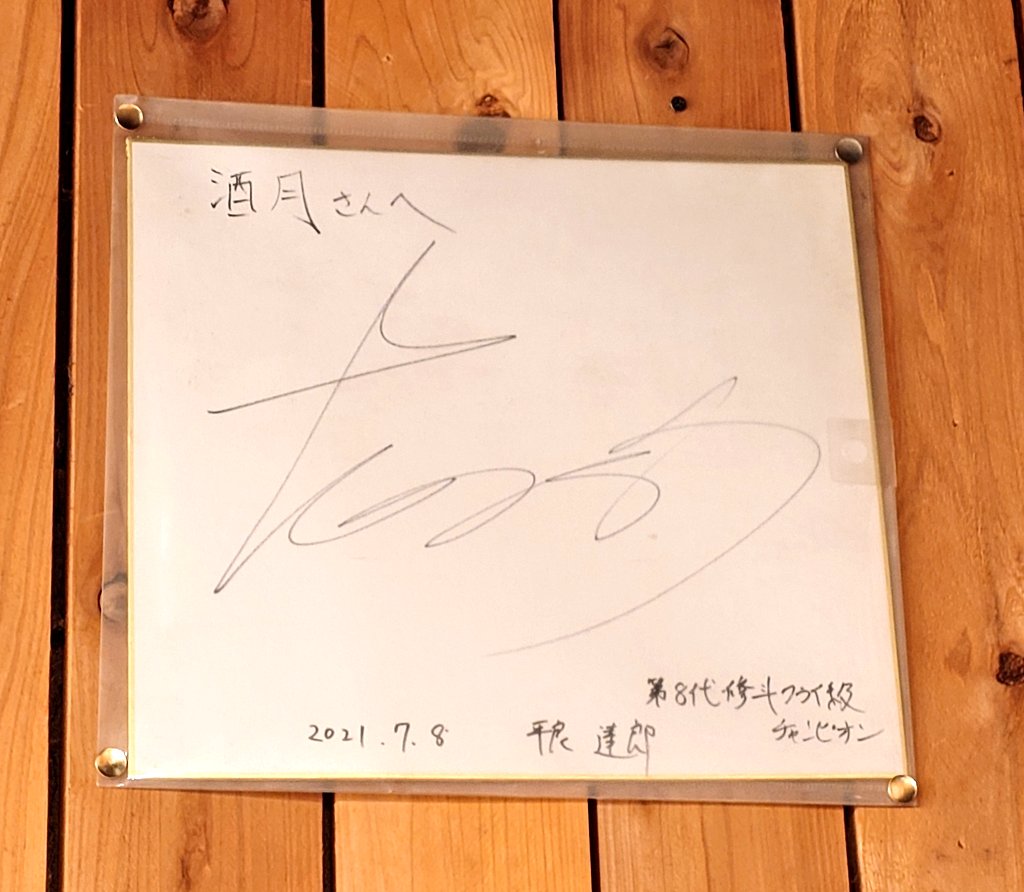 酒月さんへ
第8代修斗フライ級
チャンピオン
2021.7.8 平良 達郎